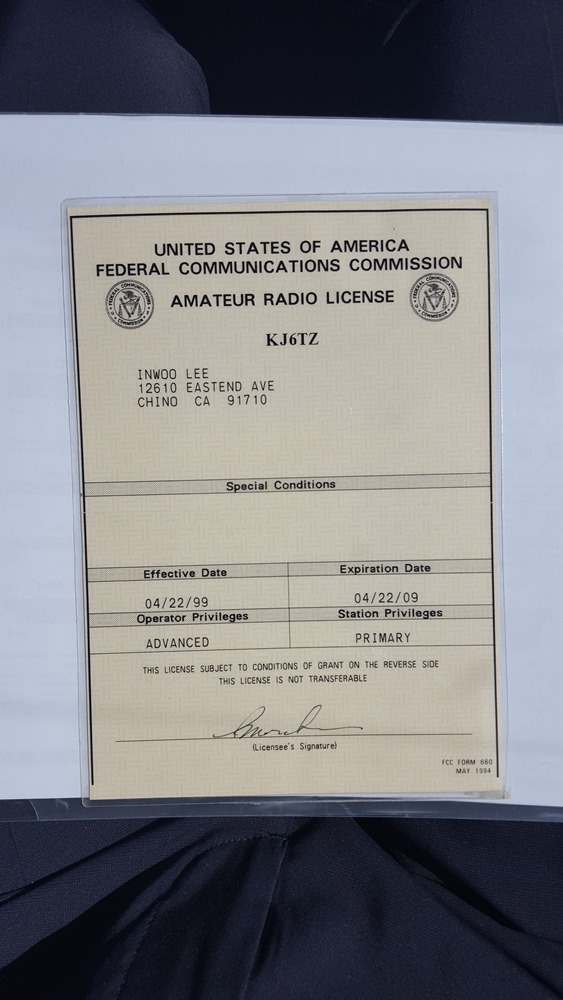 UNITED STATES OF AMERICA
FEDERAL COMMUNICATIONS COMMISSION
AMATEUR RADIO LICENSE
KJ6TZ
INWOO LEE
12610 EASTEND AVE
CHINO CA 91710
Special Conditions
Effective Date
Expiration Date
04/22/99
04/22/09
Operator Privileges
Station Privileges
ADVANCED
PRIMARY
THIS LICENSE SUBJECT TO CONDITIONS OF GRANT ON THE REVERSE SIDE
THIS LICENSE IS NOT TRANSFERABLE
(Licensee's Signature)
FCC FORM 660
MAY 1994